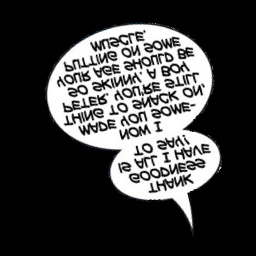 THANK
GOODNESS
IS ALL I HAVE
TO SAY!
NOW I
MADE YOU SOME-
THING TO SNACK ON,
PETER, YOU'RE STILL
SO SKINNY. A BOY
YOUR AGE SHOULD BE
PUTTING ON SOME
MUSCLE.